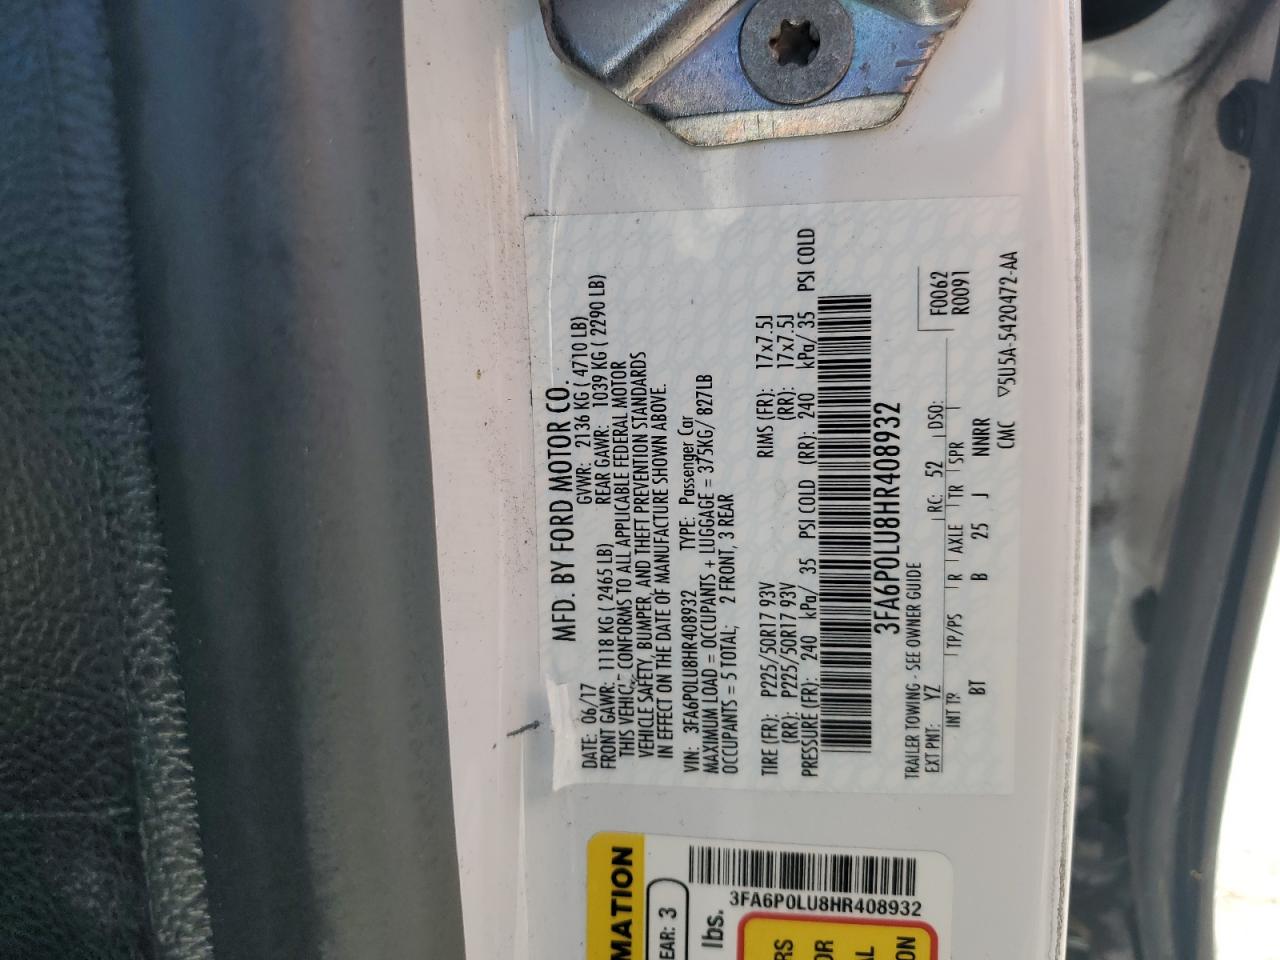 MFD. BY FORD MOTOR CO.
DATE: 06/17 GVWR: 2136 KG ( 4710 LB)
FRONT GAWR: 1118 KG ( 2465 LB) REAR GAWR: 1039 KG ( 2290 LB)
THIS VEHICLE CONFORMS TO ALL APPLICABLE FEDERAL MOTOR
VEHICLE SAFETY, BUMPER, AND THEFT PREVENTION STANDARDS
IN EFFECT ON THE DATE OF MANUFACTURE SHOWN ABOVE.
VIN: 3FA6P0LU8HR408932 TYPE: Passenger Car
MAXIMUM LOAD = OCCUPANTS + LUGGAGE = 375KG/ 827LB
OCCUPANTS = 5 TOTAL; 2 FRONT, 3 REAR
TIRE (FR): P225/50R17 93V RIMS (FR): 17x7.5J
(RR): P225/50R17 93V (RR): 17x7.5J
PRESSURE (FR): 240 kPa/ 35 PSI COLD (RR): 240 kPa/ 35 PSI COLD
3FA6P0LU8HR408932
TRAILER TOWING - SEE OWNER GUIDE F0062
EXT PNT: YZ RC: 52 DSO: R0091
INT TR TP/PS R AXLE TR SPR
BT B 25 J NNRR
CMC ▽5U5A-5420472-AA
MATION
EAR: 3
lbs.
3FA6P0LU8HR408932
RS
OR
AL
ON